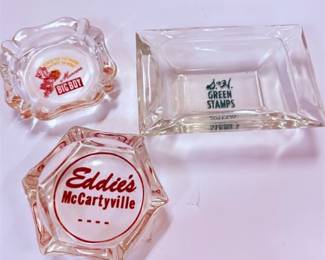 BIG BOY
S&H
GREEN
STAMPS
Eddie's
McCartyville